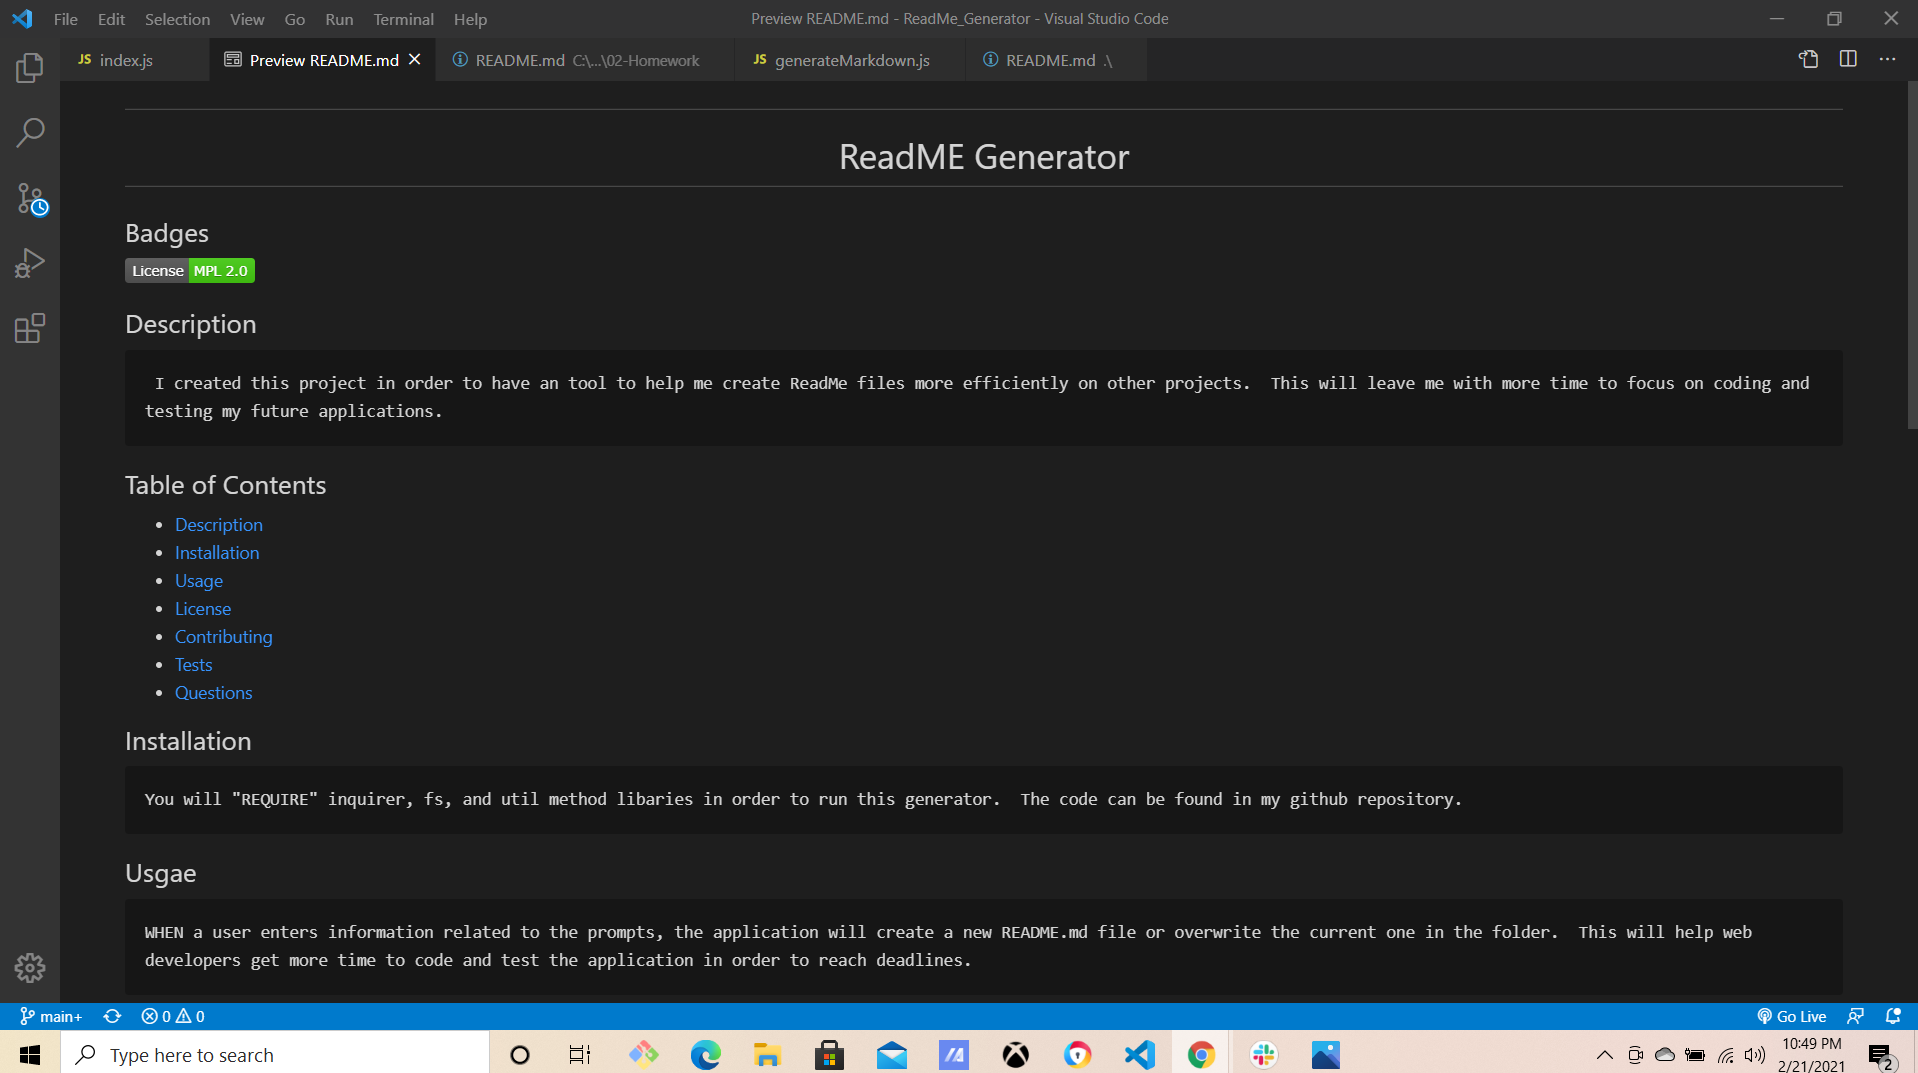 File Edit Selection View Go Run Terminal Help
Preview README.md - ReadMe_Generator - Visual Studio Code
JS index.js
Preview README.md
README.md C:\...\02-Homework
JS generateMarkdown.js
README.md .\
ReadME Generator
Badges
License MPL 2.0
Description
I created this project in order to have an tool to help me create ReadMe files more efficiently on other projects.  This will leave me with more time to focus on coding and
testing my future applications.
Table of Contents
Description
Installation
Usage
License
Contributing
Tests
Questions
Installation
You will "REQUIRE" inquirer, fs, and util method libaries in order to run this generator.  The code can be found in my github repository.
Usgae
WHEN a user enters information related to the prompts, the application will create a new README.md file or overwrite the current one in the folder.  This will help web
developers get more time to code and test the application in order to reach deadlines.
main+ 0 0
Go Live
Type here to search
10:49 PM
2/21/2021
2